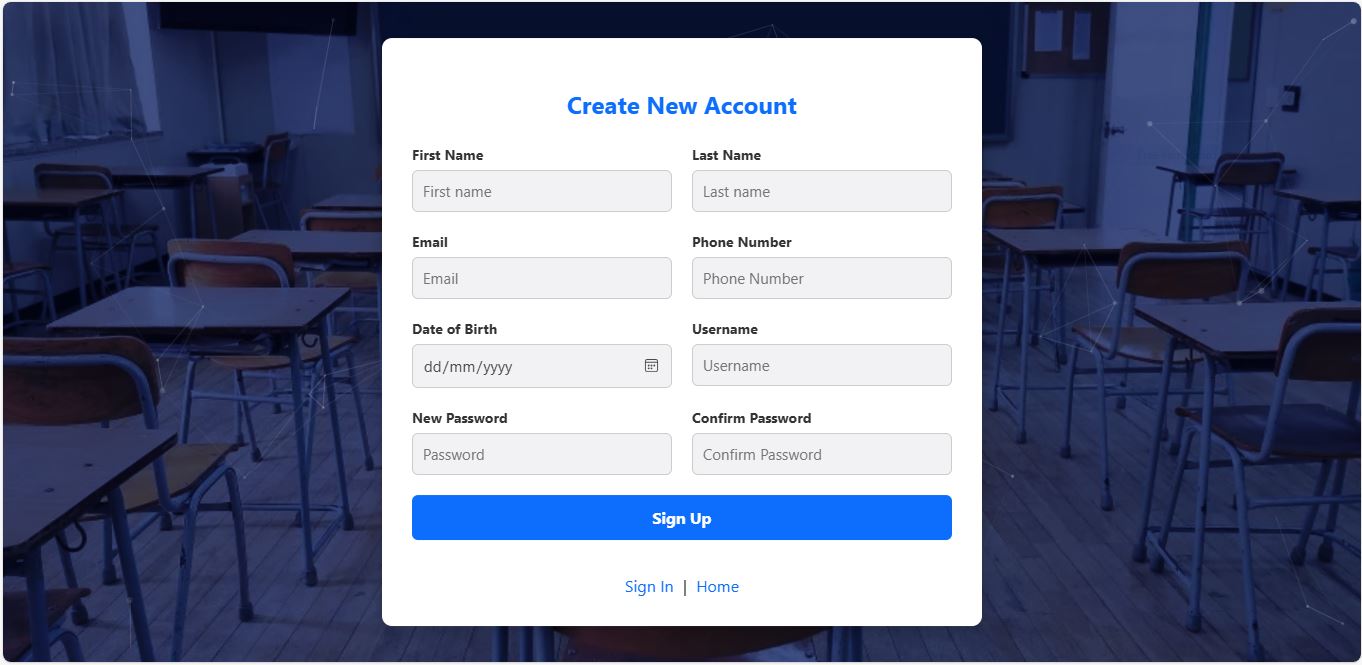 Create New Account
First Name Last Name
First name Last name
Email Phone Number
Email Phone Number
Date of Birth Username
dd/mm/yyyy Username
New Password Confirm Password
Password Confirm Password
Sign Up
Sign In | Home